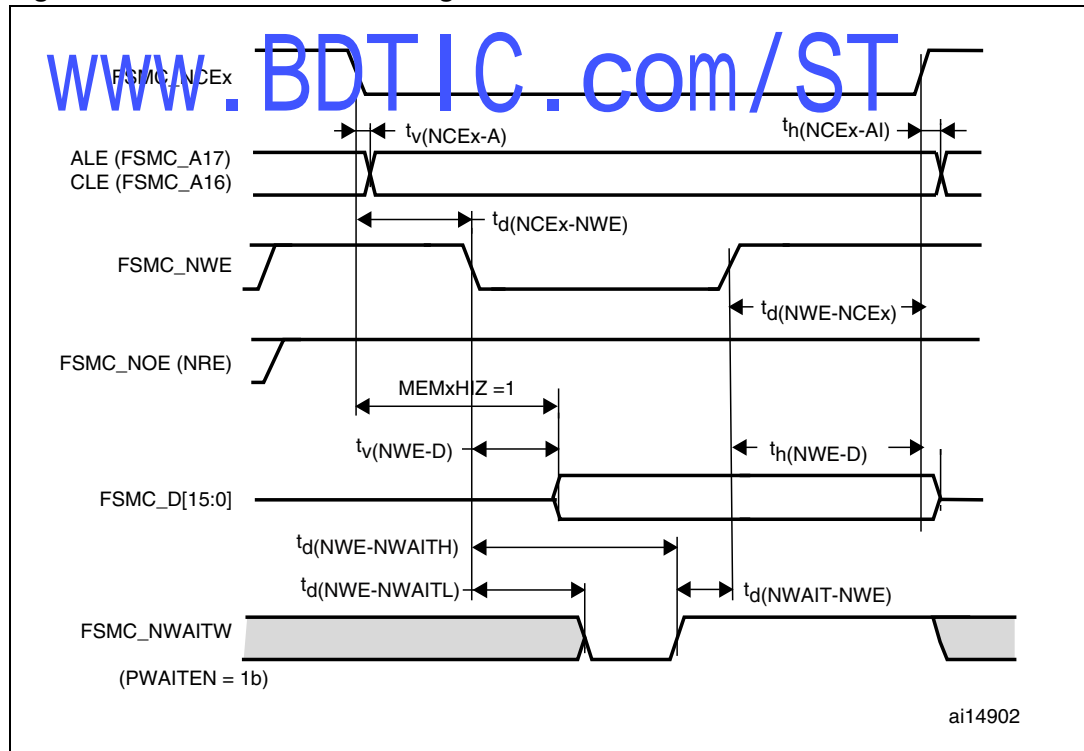 www.BDTIC.com/ST
FSMC_NCEx
tv(NCEx-A)
th(NCEx-AI)
ALE (FSMC_A17)
CLE (FSMC_A16)
td(NCEx-NWE)
FSMC_NWE
td(NWE-NCEx)
FSMC_NOE (NRE)
MEMxHIZ =1
tv(NWE-D)
th(NWE-D)
FSMC_D[15:0]
td(NWE-NWAITH)
td(NWE-NWAITL)
td(NWAIT-NWE)
FSMC_NWAITW
(PWAITEN = 1b)
ai14902